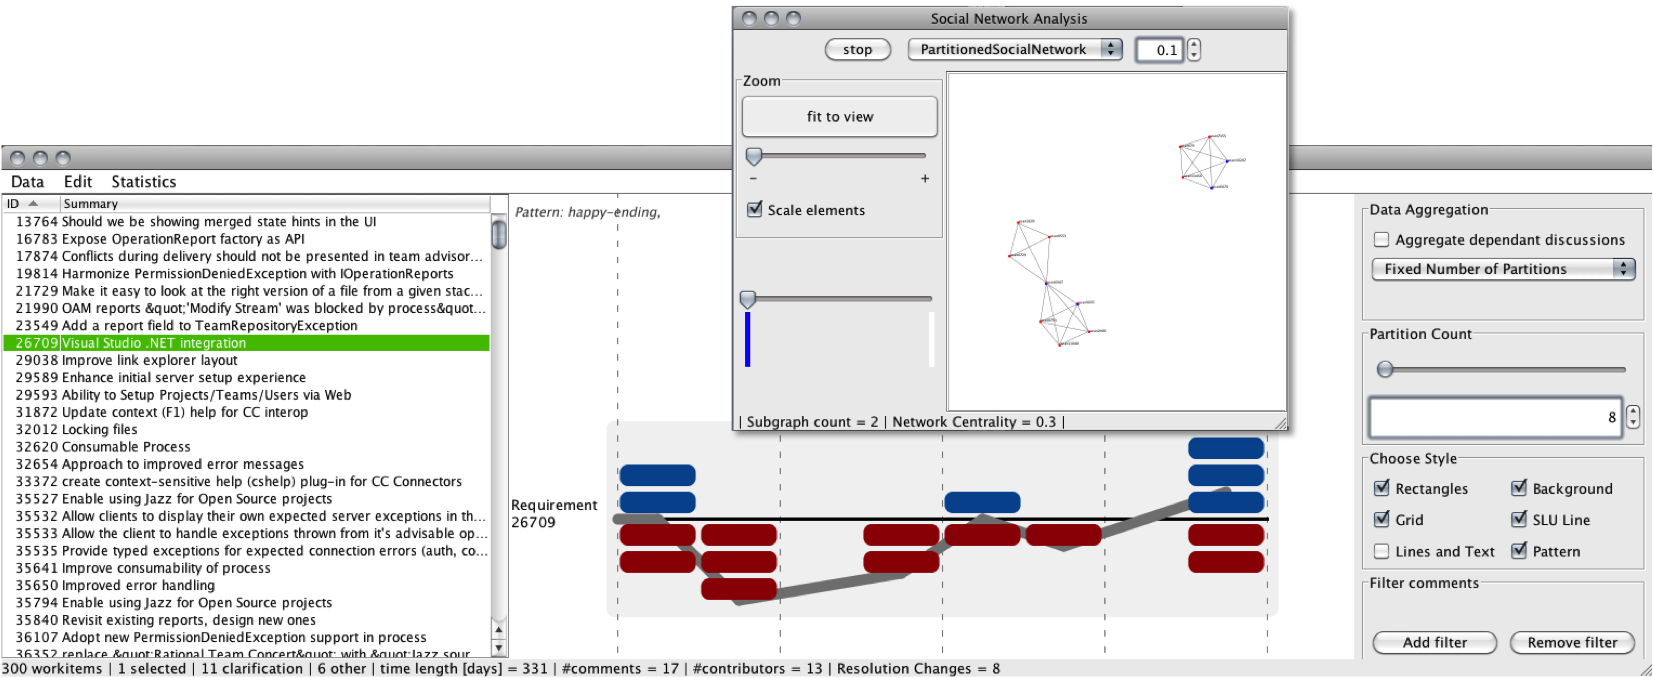 Social Network Analysis
stop
PartitionedSocialNetwork
0.1
Zoom
fit to view
- +
Scale elements
| Subgraph count = 2 | Network Centrality = 0.3 |
Data Edit Statistics
ID Summary
13764 Should we be showing merged state hints in the UI
16783 Expose OperationReport factory as API
17874 Conflicts during delivery should not be presented in team advisor...
19814 Harmonize PermissionDeniedException with IOperationReports
21729 Make it easy to look at the right version of a file from a given stac...
21990 OAM reports &quot;'Modify Stream' was blocked by process&quot...
23549 Add a report field to TeamRepositoryException
26709 Visual Studio .NET integration
29038 Improve link explorer layout
29589 Enhance initial server setup experience
29593 Ability to Setup Projects/Teams/Users via Web
31872 Update context (F1) help for CC interop
32012 Locking files
32620 Consumable Process
32654 Approach to improved error messages
33372 create context-sensitive help (cshelp) plug-in for CC Connectors
35527 Enable using Jazz for Open Source projects
35532 Allow clients to display their own expected server exceptions in th...
35533 Allow the client to handle exceptions thrown from it's advisable op...
35535 Provide typed exceptions for expected connection errors (auth, co...
35641 Improve consumability of process
35650 Improved error handling
35794 Enable using Jazz for Open Source projects
35840 Revisit existing reports, design new ones
36107 Adopt new PermissionDeniedException support in process
36352 replace &quot;Rational Team Concert&quot; with &quot;Jazz sour
Pattern: happy-ending,
Requirement
26709
Data Aggregation
Aggregate dependant discussions
Fixed Number of Partitions
Partition Count
8
Choose Style
Rectangles Background
Grid SLU Line
Lines and Text Pattern
Filter comments
Add filter Remove filter
300 workitems | 1 selected | 11 clarification | 6 other | time length [days] = 331 | #comments = 17 | #contributors = 13 | Resolution Changes = 8